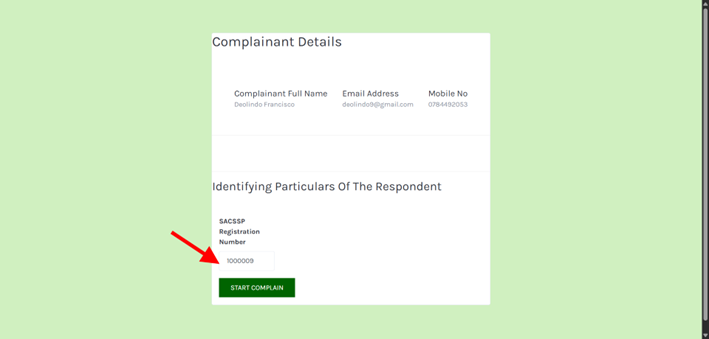 Complainant Details
Complainant Full Name Email Address Mobile No
Deolindo Francisco deolindo9@gmail.com 0784492053
Identifying Particulars Of The Respondent
SACSSP
Registration
Number
1000009
START COMPLAIN